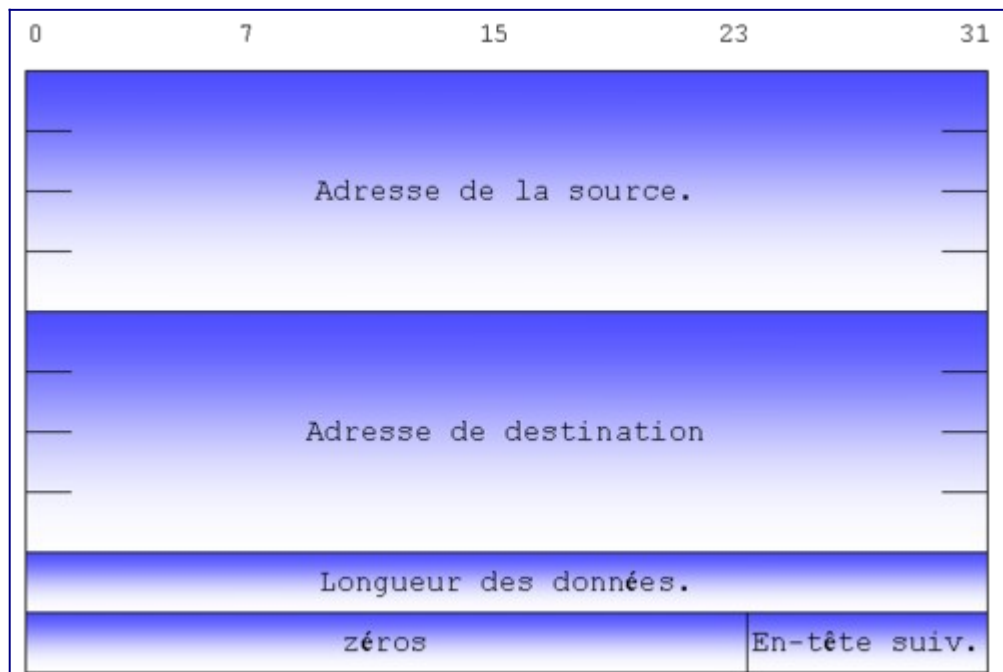 0 7 15 23 31
Adresse de la source.
Adresse de destination
Longueur des données.
zéros En-tête suiv.